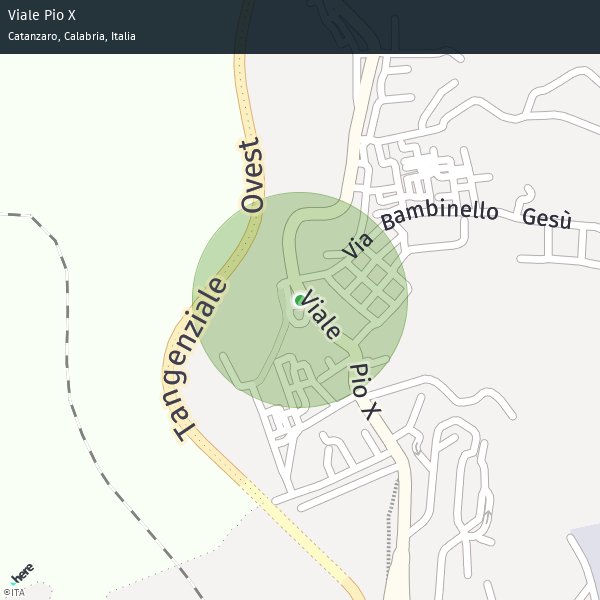 Viale Pio X
Catanzaro, Calabria, Italia
Ovest
Via Bambinello Gesù
Tangenziale
Viale
Pio X
here
©ITA